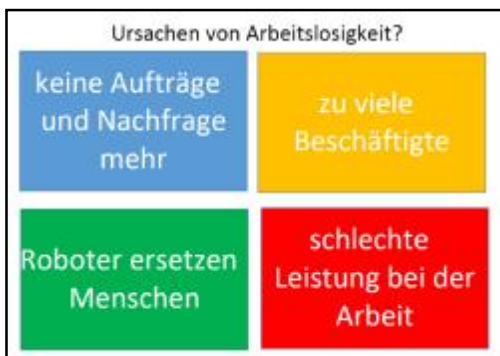 Ursachen von Arbeitslosigkeit?
keine Aufträge
und Nachfrage
mehr
zu viele
Beschäftigte
Roboter ersetzen
Menschen
schlechte
Leistung bei der
Arbeit